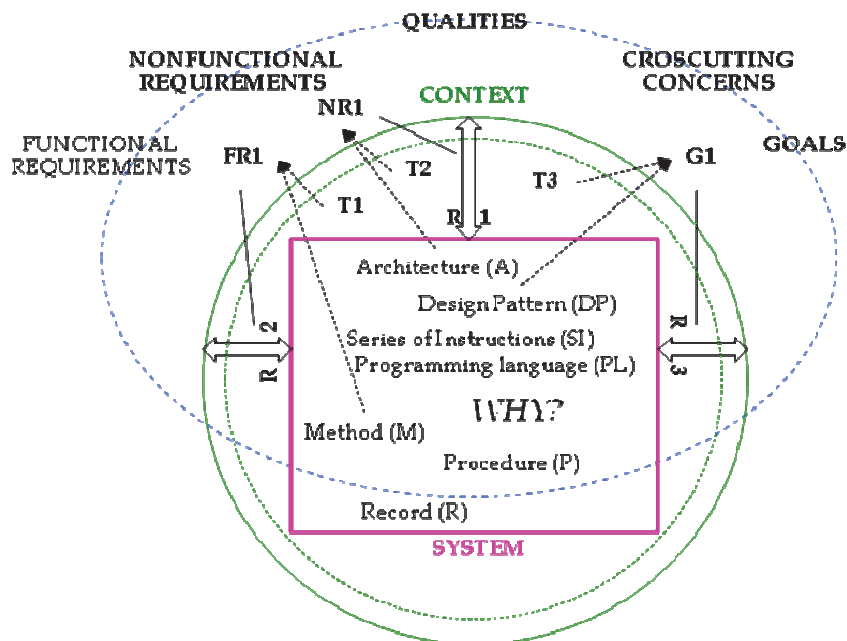 QUALITIES
NONFUNCTIONAL
REQUIREMENTS
CROSCUTTING
CONCERNS
CONTEXT
NR1
FUNCTIONAL
REQUIREMENTS
FR1
T2
T3
G1
GOALS
T1
R 1
Architecture (A)
Design Pattern (DP)
Series of Instructions (SI)
Programming language (PL)
R 2
R 3
WHY?
Method (M)
Procedure (P)
Record (R)
SYSTEM